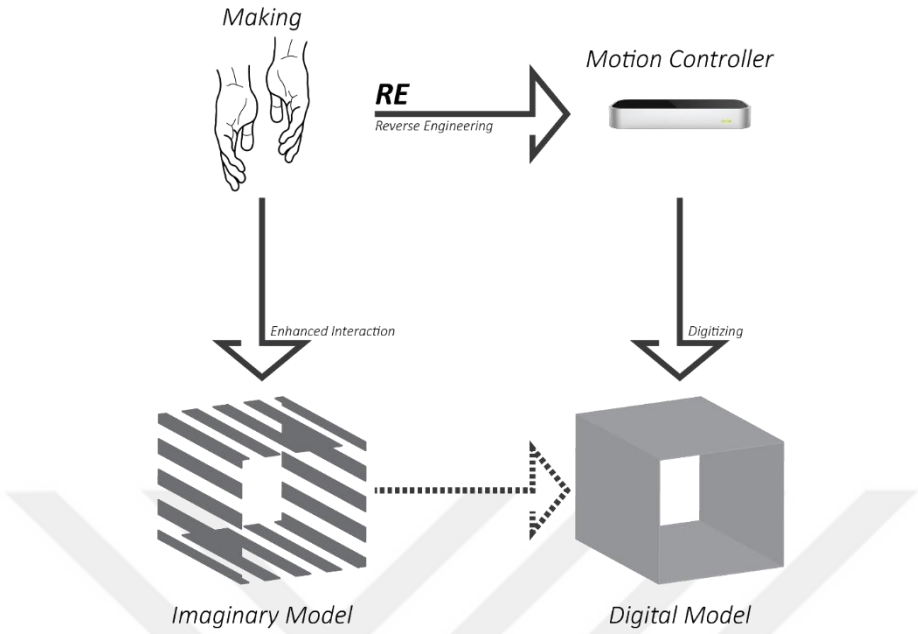 Making
Motion Controller
RE
Reverse Engineering
Enhanced Interaction
Digitizing
Imaginary Model
Digital Model